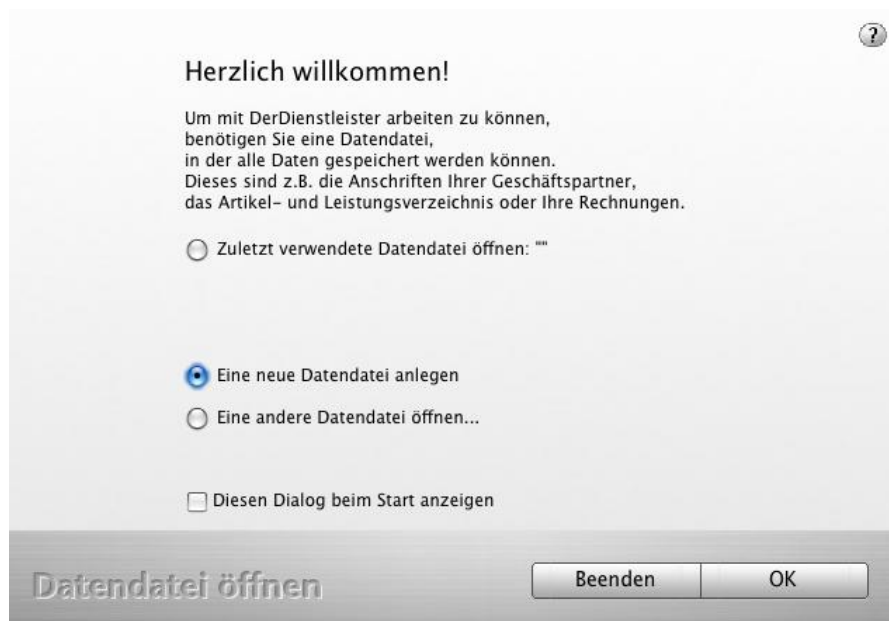 ?
Herzlich willkommen!
Um mit DerDienstleister arbeiten zu können,
benötigen Sie eine Datendatei,
in der alle Daten gespeichert werden können.
Dieses sind z.B. die Anschriften Ihrer Geschäftspartner,
das Artikel- und Leistungsverzeichnis oder Ihre Rechnungen.
Zuletzt verwendete Datendatei öffnen: ""
Eine neue Datendatei anlegen
Eine andere Datendatei öffnen...
Diesen Dialog beim Start anzeigen
Datendatei öffnen
Beenden
OK